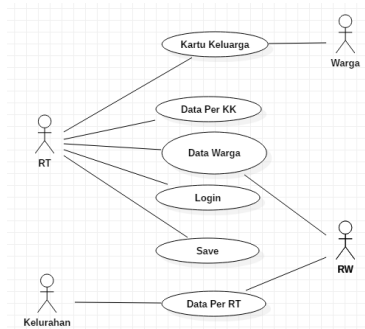 Kartu Keluarga
Warga
Data Per KK
RT
Data Warga
Login
Save
RW
Data Per RT
Kelurahan